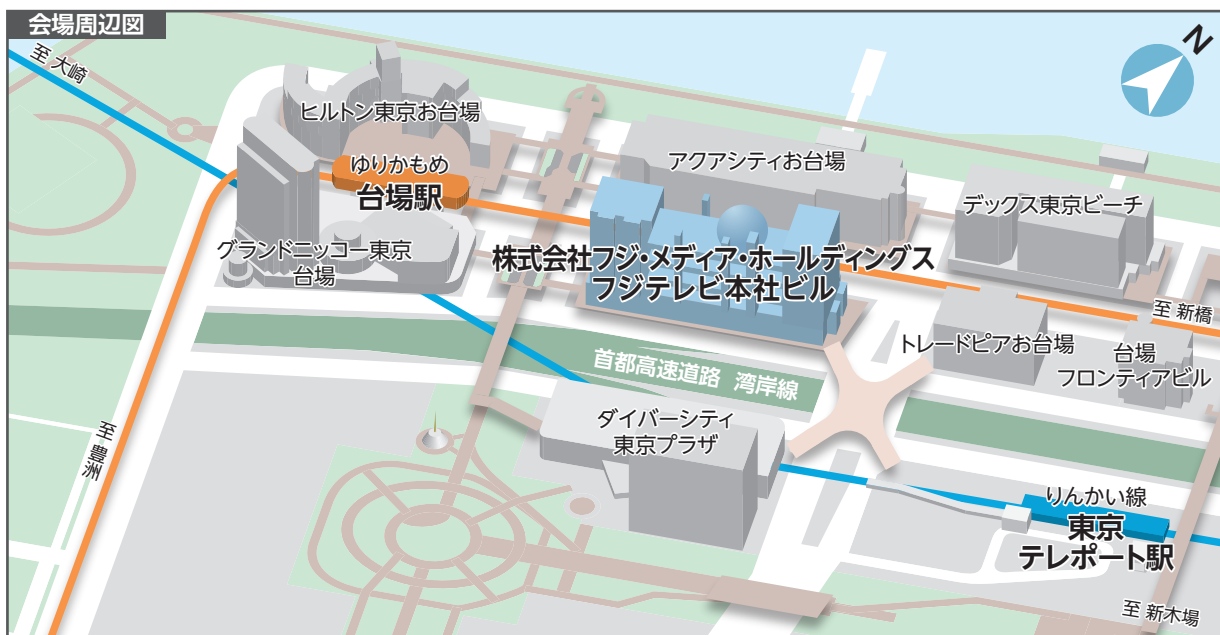 会場周辺図
N
至 大崎
ヒルトン東京お台場
ゆりかもめ
台場駅
アクアシティお台場
デックス東京ビーチ
グランドニッコー東京
台場
株式会社フジ・メディア・ホールディングス
フジテレビ本社ビル
至 新橋
トレードピアお台場
台場
フロンティアビル
首都高速道路 湾岸線
ダイバーシティ
東京プラザ
至 豊洲
りんかい線
東京
テレポート駅
至 新木場